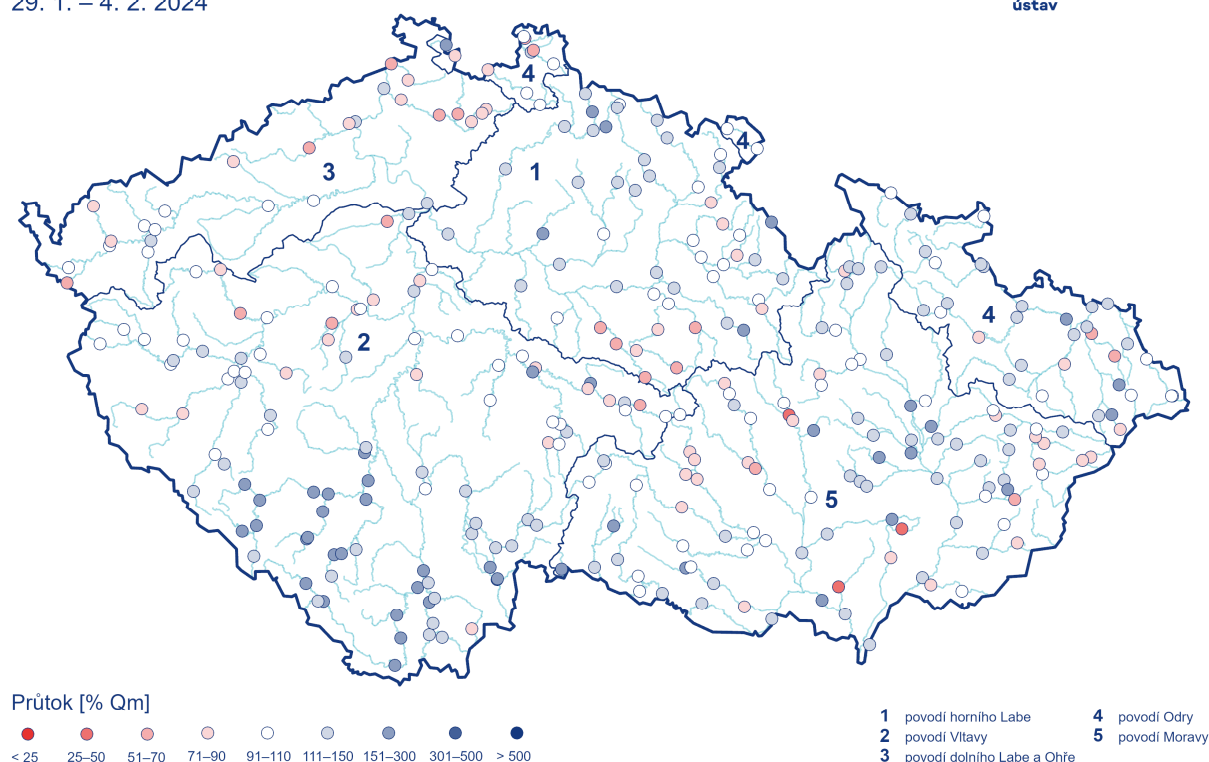 29. 1. – 4. 2. 2024
ústav
4
4
3
1
2
4
5
Průtok [% Qm]
< 25 25–50 51–70 71–90 91–110 111–150 151–300 301–500 > 500
1 povodí horního Labe
2 povodí Vltavy
3 povodí dolního Labe a Ohře
4 povodí Odry
5 povodí Moravy